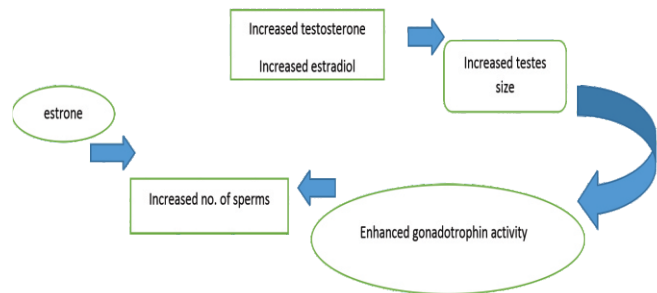 Increased testosterone
Increased estradiol
Increased testes
size
estrone
Increased no. of sperms
Enhanced gonadotrophin activity